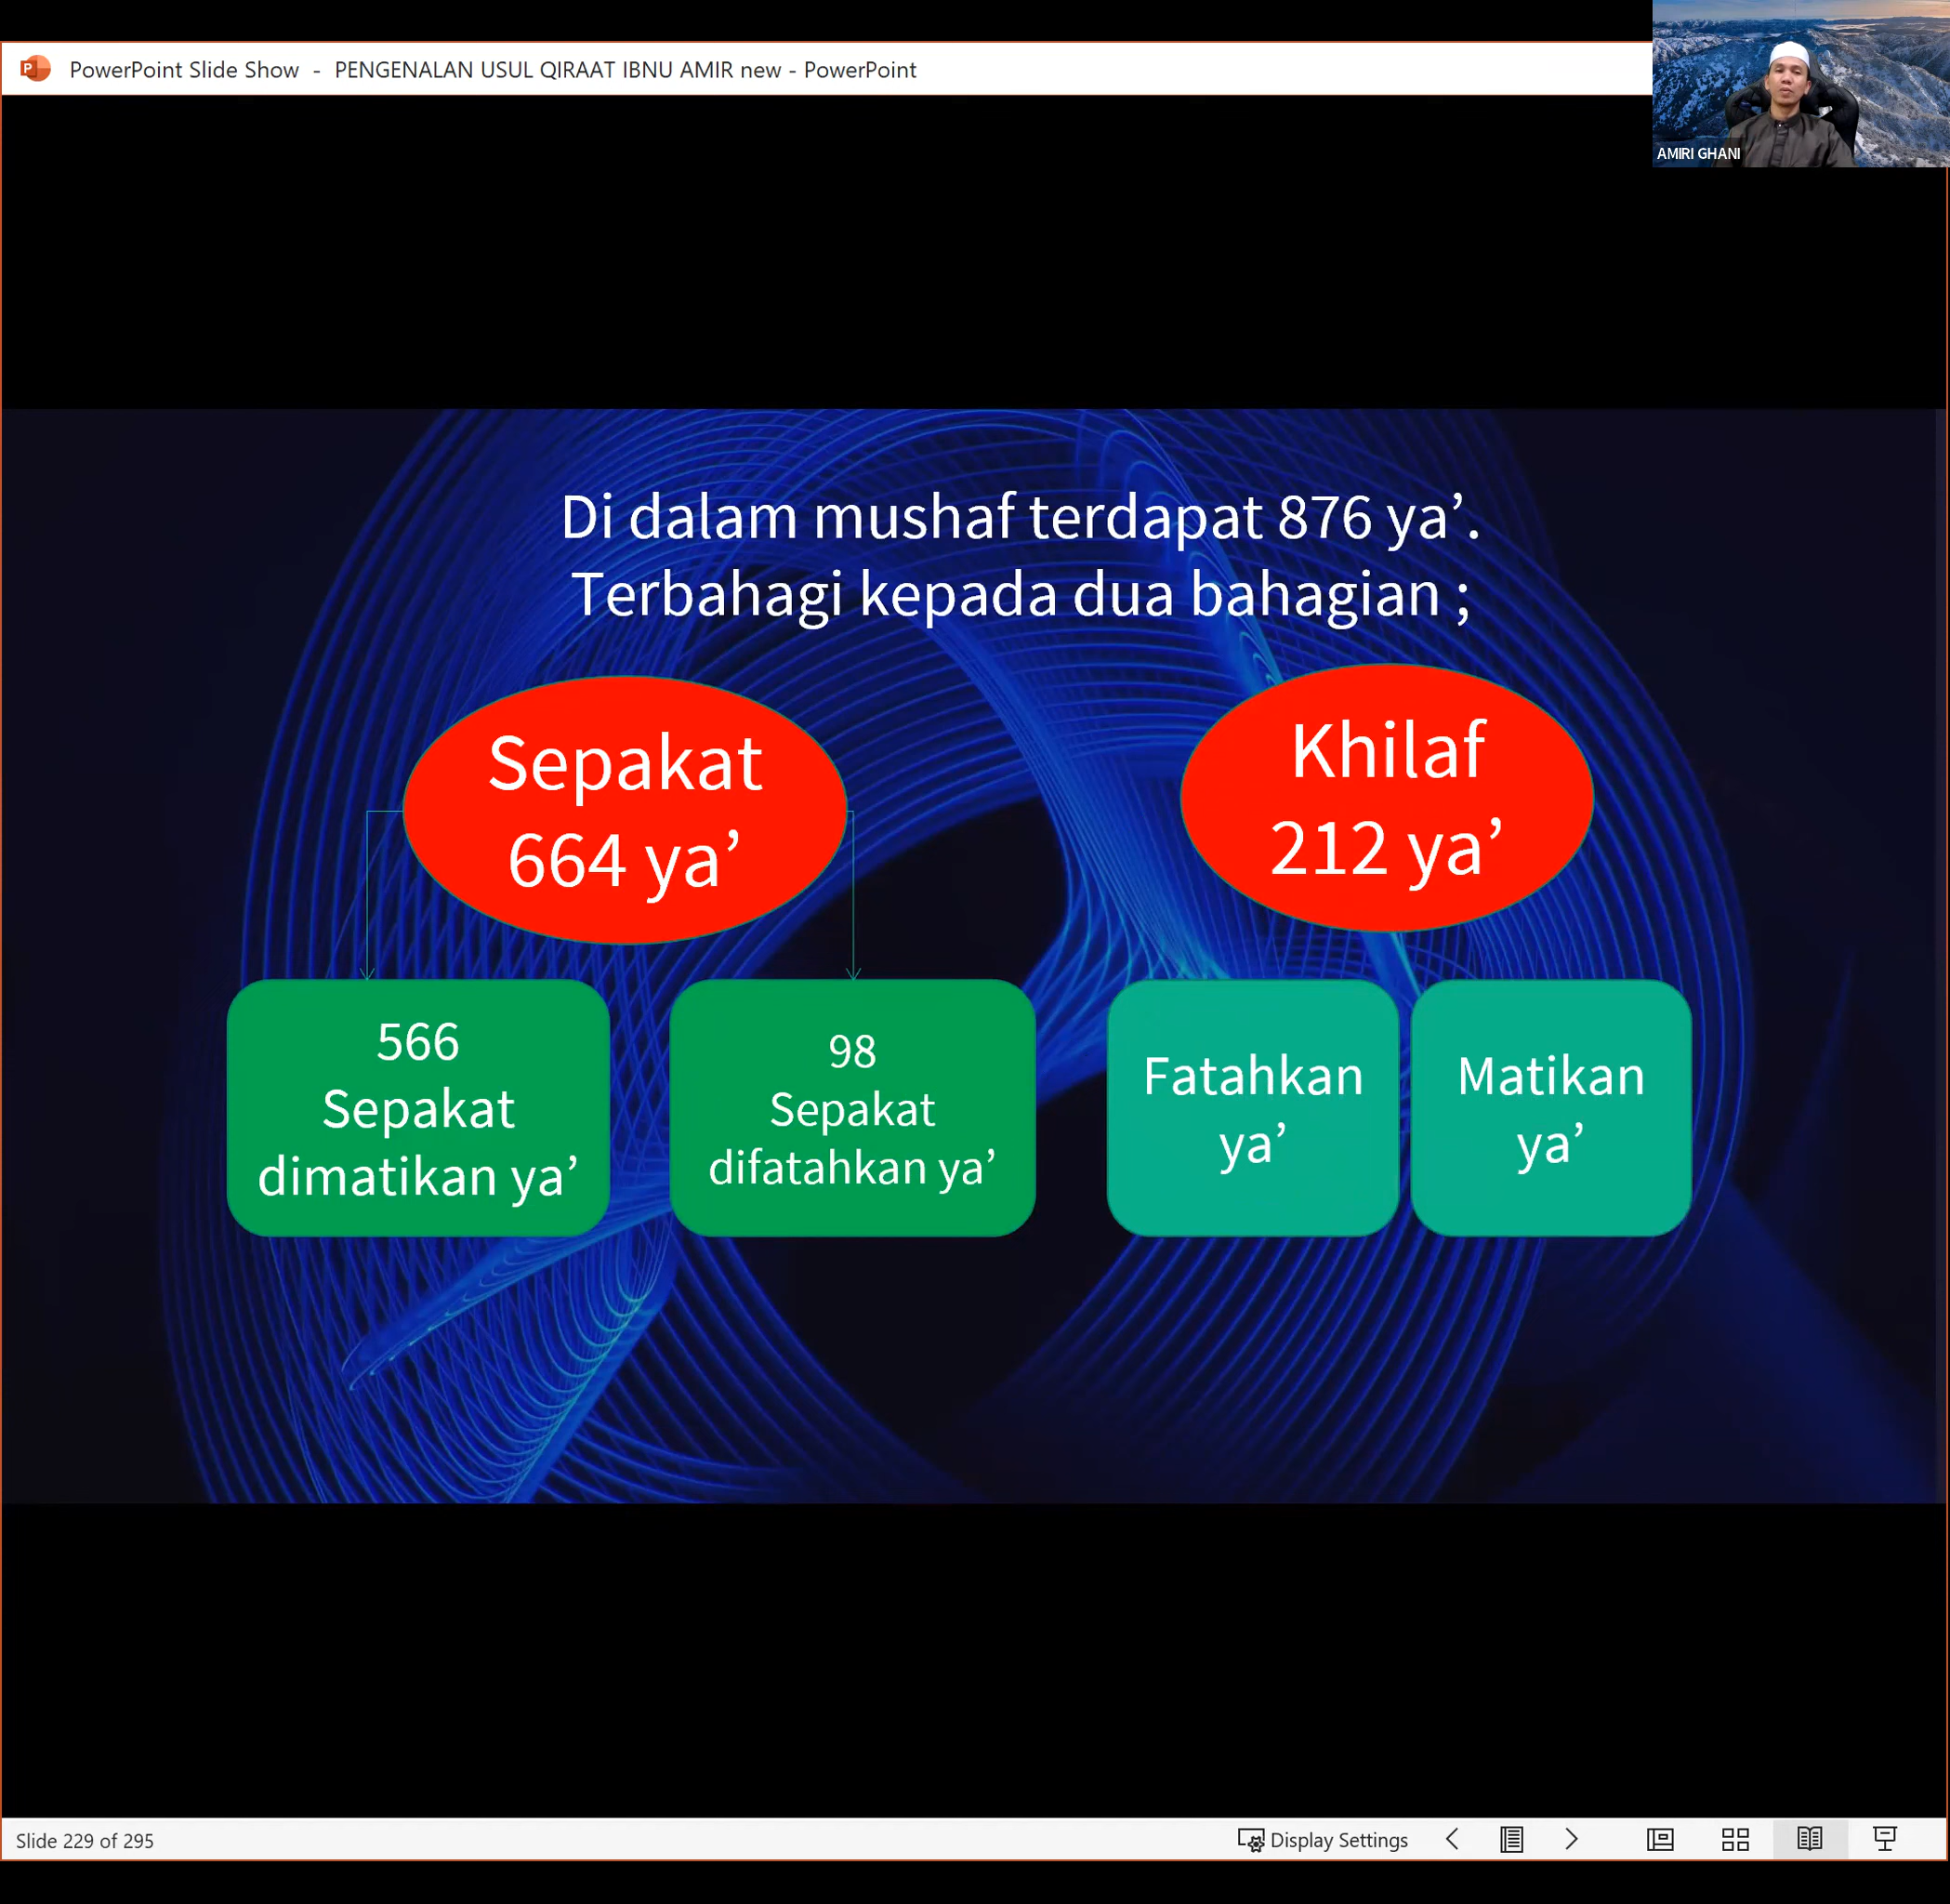 PowerPoint Slide Show - PENGENALAN USUL QIRAAT IBNU AMIR new - PowerPoint
AMIRI GHANI
Di dalam mushaf terdapat 876 ya’.
Terbahagi kepada dua bahagian ;
Sepakat
664 ya’
Khilaf
212 ya’
566
Sepakat
dimatikan ya’
98
Sepakat
difatahkan ya’
Fatahkan
ya’
Matikan
ya’
Slide 229 of 295
Display Settings